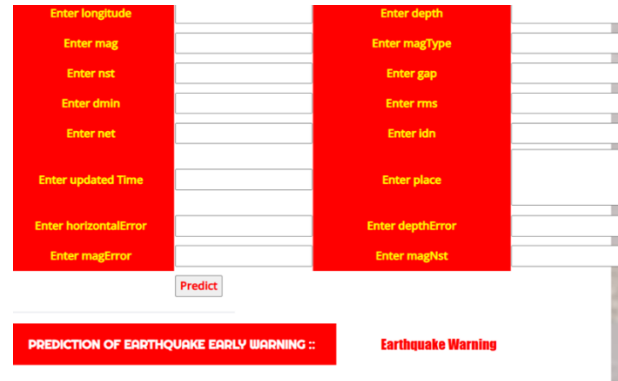 Enter longitude Enter depth
Enter mag Enter magType
Enter nst Enter gap
Enter dmin Enter rms
Enter net Enter idn
Enter updated Time Enter place
Enter horizontalError Enter depthError
Enter magError Enter magNst
Predict
PREDICTION OF EARTHQUAKE EARLY WARNING :: Earthquake Warning